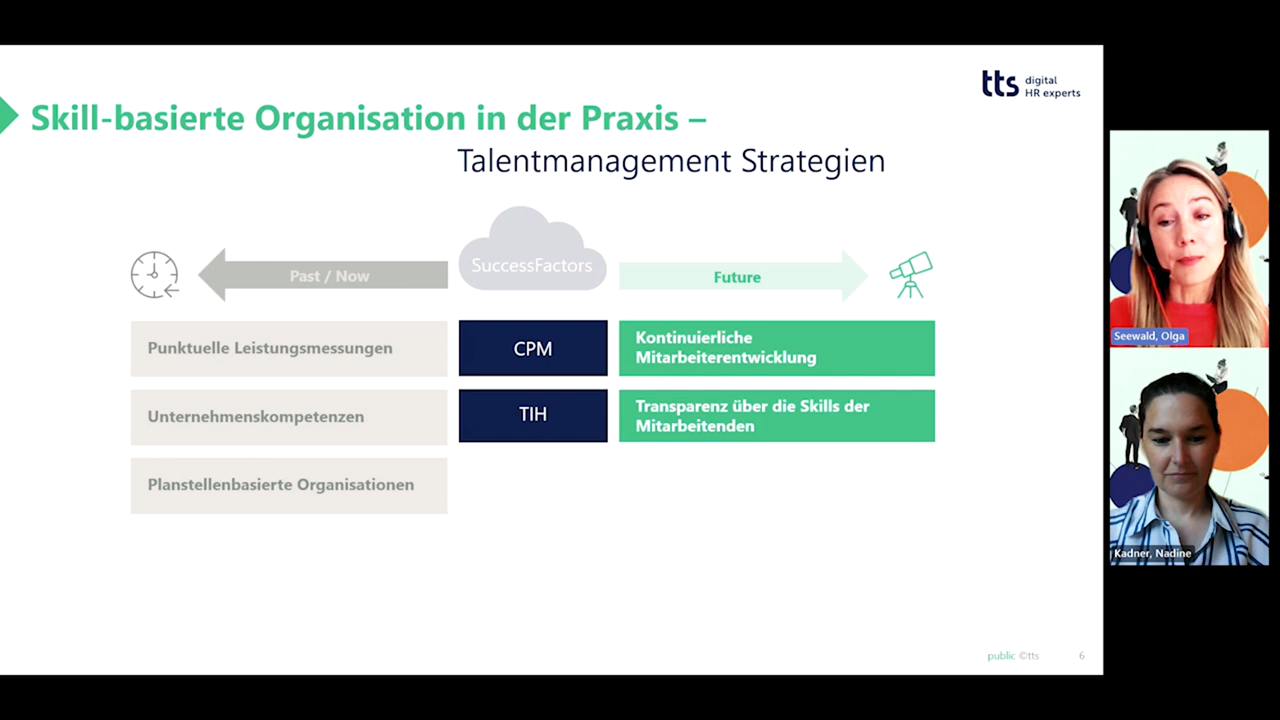 tts digital
HR experts
Skill-basierte Organisation in der Praxis –
Talentmanagement Strategien
Past / Now
SuccessFactors
Future
Punktuelle Leistungsmessungen
CPM
Kontinuierliche
Mitarbeiterentwicklung
Unternehmenskompetenzen
TIH
Transparenz über die Skills der
Mitarbeitenden
Planstellenbasierte Organisationen
public ©tts
6
Seewald, Olga
Kadner, Nadine